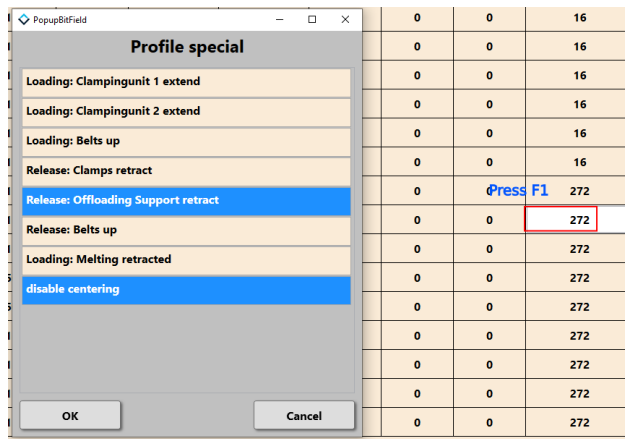 PopupBitField
Profile special
Loading: Clampingunit 1 extend
Loading: Clampingunit 2 extend
Loading: Belts up
Release: Clamps retract
Release: Offloading Support retract
Release: Belts up
Loading: Melting retracted
disable centering
OK
Cancel
0 0 16
0 0 16
0 0 16
0 0 16
0 0 16
0 0 16
0 0 Press F1 272
0 0 272
0 0 272
0 0 272
0 0 272
0 0 272
0 0 272
0 0 272
0 0 272